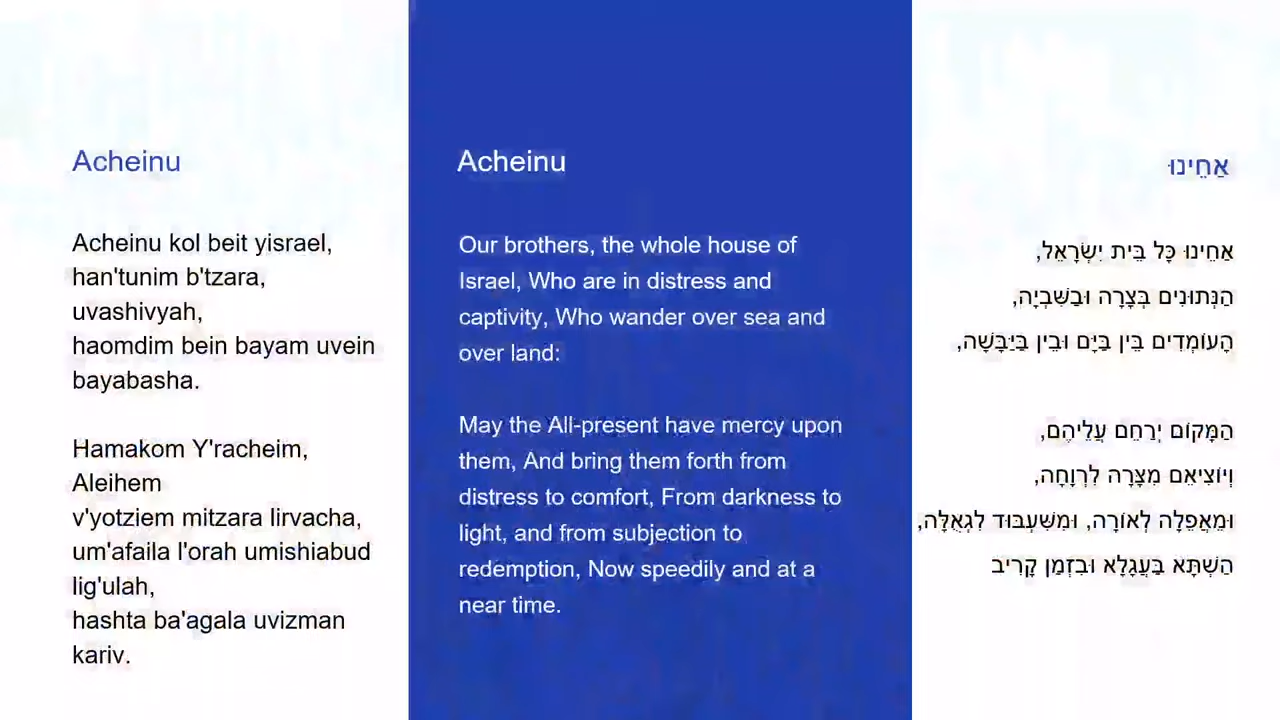 Acheinu
Acheinu kol beit yisrael,
han'tunim b'tzara,
uvashivyah,
haomdim bein bayam uvein
bayabasha.
Hamakom Y'racheim,
Aleihem
v'yotziem mitzara lirvacha,
um'afaila l'orah umishiabud
lig'ulah,
hashta ba'agala uvizman
kariv.
Acheinu
Our brothers, the whole house of
Israel, Who are in distress and
captivity, Who wander over sea and
over land:
May the All-present have mercy upon
them, And bring them forth from
distress to comfort, From darkness to
light, and from subjection to
redemption, Now speedily and at a
near time.
אַחֵינוּ
אַחֵינוּ כָּל בֵּית יִשְׂרָאֵל,
הַנְּתוּנִים בְּצָרָה וּבַשִּׁבְיָה,
הָעוֹמְדִים בֵּין בַּיָּם וּבֵין בַּיַּבָּשָׁה,
הַמָּקוֹם יְרַחֵם עֲלֵיהֶם,
וְיוֹצִיאֵם מִצָּרָה לִרְוָחָה,
וּמֵאֲפֵלָה לְאוֹרָה, וּמִשִּׁעְבּוּד לִגְאֻלָּה,
הַשְׁתָּא בַּעֲגָלָא וּבִזְמַן קָרִיב